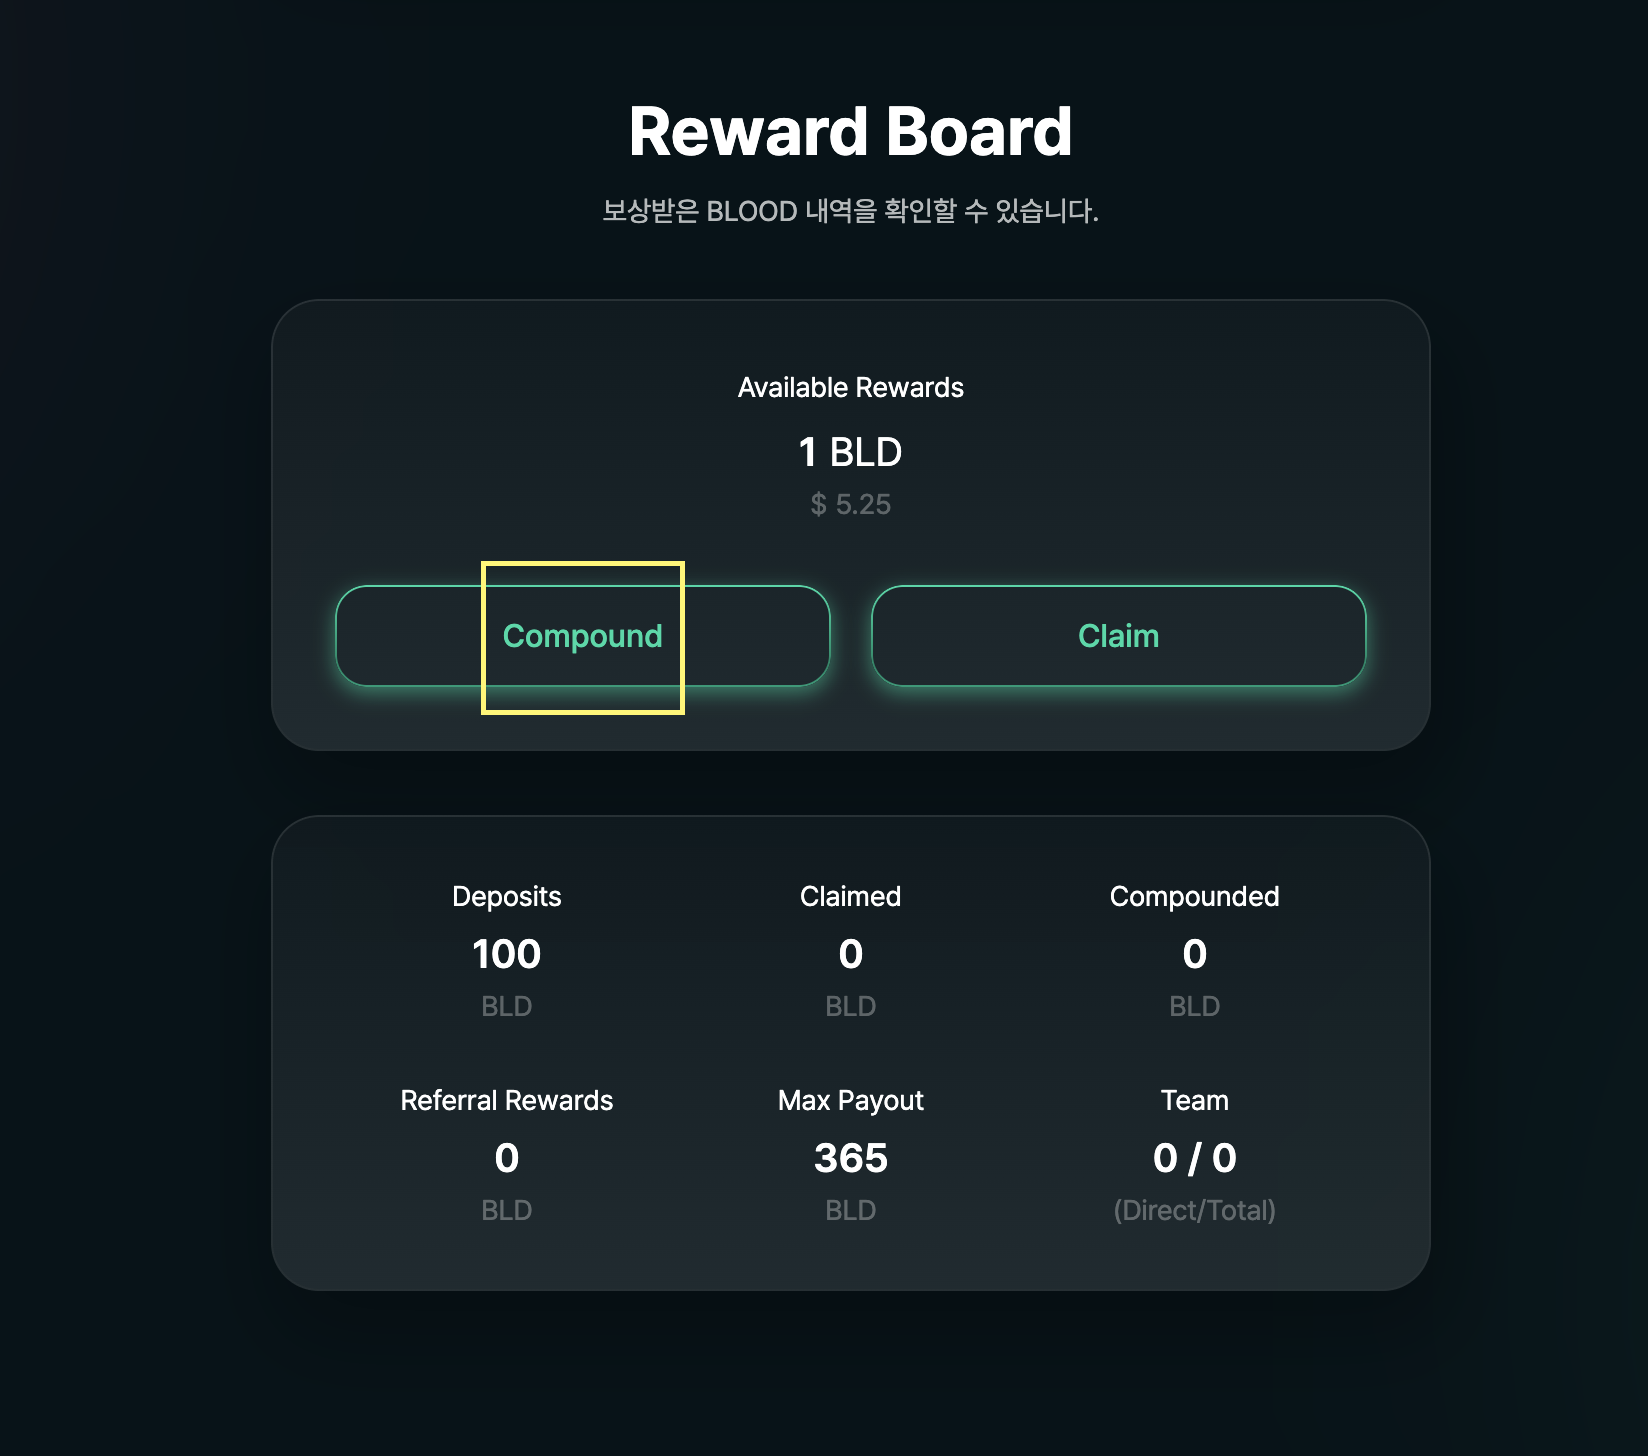 Reward Board
보상받은 BLOOD 내역을 확인할 수 있습니다.
Available Rewards
1 BLD
$ 5.25
Compound
Claim
Deposits
100
BLD
Claimed
0
BLD
Compounded
0
BLD
Referral Rewards
0
BLD
Max Payout
365
BLD
Team
0 / 0
(Direct/Total)